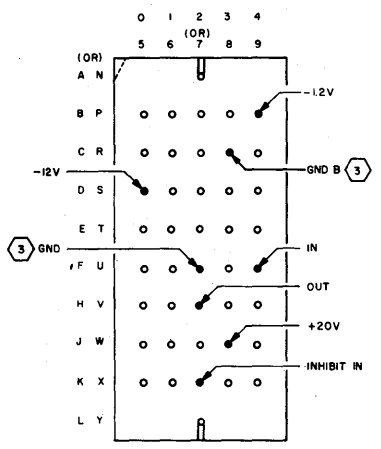 0 1 2 3 4
(OR)
5 6 7 8 9
(OR)
A N
-1.2V
B P
C R
GND B 3
-12V
D S
E T
3 GND
IN
F U
OUT
H V
+20V
J W
INHIBIT IN
K X
L Y